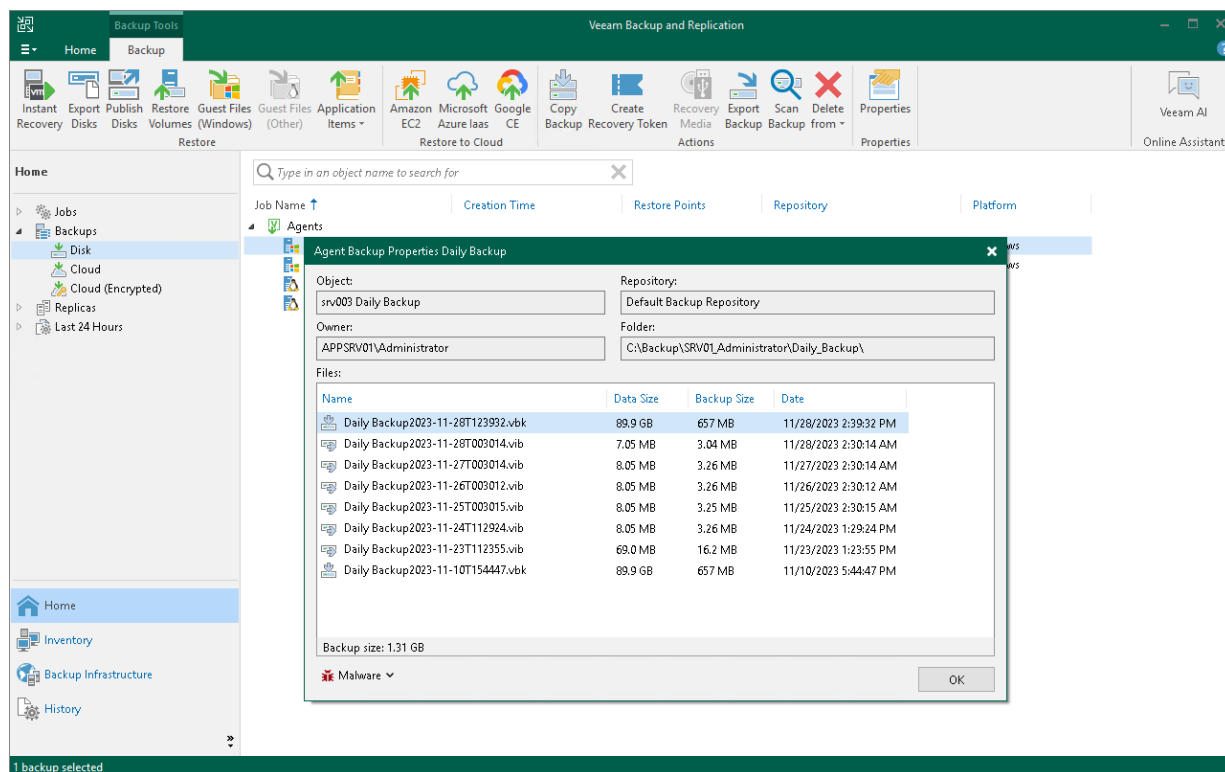 Backup Tools
Veeam Backup and Replication
Home Backup
Instant Recovery
Export Disks
Publish Disks
Restore Volumes
Guest Files (Windows)
Guest Files (Other)
Application Items
Amazon EC2
Microsoft Azure Iaas
Google CE
Copy Backup
Create Recovery Token
Recovery Media
Export Backup
Scan Backup
Delete from
Properties
Veeam AI
Restore
Restore to Cloud
Actions
Properties
Online Assistant
Home
Jobs
Backups
Disk
Cloud
Cloud (Encrypted)
Replicas
Last 24 Hours
Type in an object name to search for
Job Name Creation Time Restore Points Repository Platform
Agents
Agent Backup Properties Daily Backup
Object: Repository:
srv003 Daily Backup Default Backup Repository
Owner: Folder:
APPSRV01\Administrator C:\Backup\SRV01_Administrator\Daily_Backup\
Files:
Name Data Size Backup Size Date
Daily Backup2023-11-28T123932.vbk 89.9 GB 657 MB 11/28/2023 2:39:32 PM
Daily Backup2023-11-28T003014.vib 7.05 MB 3.04 MB 11/28/2023 2:30:14 AM
Daily Backup2023-11-27T003014.vib 8.05 MB 3.26 MB 11/27/2023 2:30:14 AM
Daily Backup2023-11-26T003012.vib 8.05 MB 3.26 MB 11/26/2023 2:30:12 AM
Daily Backup2023-11-25T003015.vib 8.05 MB 3.25 MB 11/25/2023 2:30:15 AM
Daily Backup2023-11-24T112924.vib 8.05 MB 3.26 MB 11/24/2023 1:29:24 PM
Daily Backup2023-11-23T112355.vib 69.0 MB 16.2 MB 11/23/2023 1:23:55 PM
Daily Backup2023-11-10T154447.vbk 89.9 GB 657 MB 11/10/2023 5:44:47 PM
Backup size: 1.31 GB
Malware
OK
Home
Inventory
Backup Infrastructure
History
1 backup selected